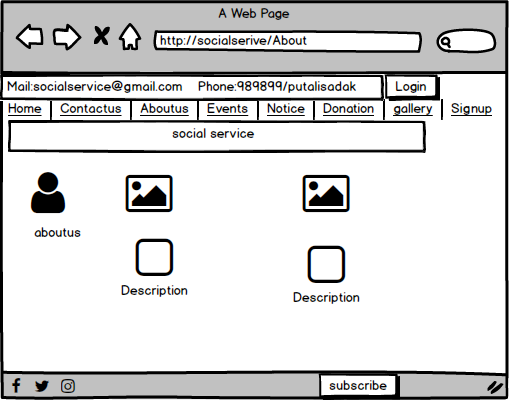 A Web Page
http://socialserive/About
Mail:socialservice@gmail.com Phone:989899/putalisadak Login
Home Contactus Aboutus Events Notice Donation gallery Signup
social service
aboutus
Description
Description
subscribe